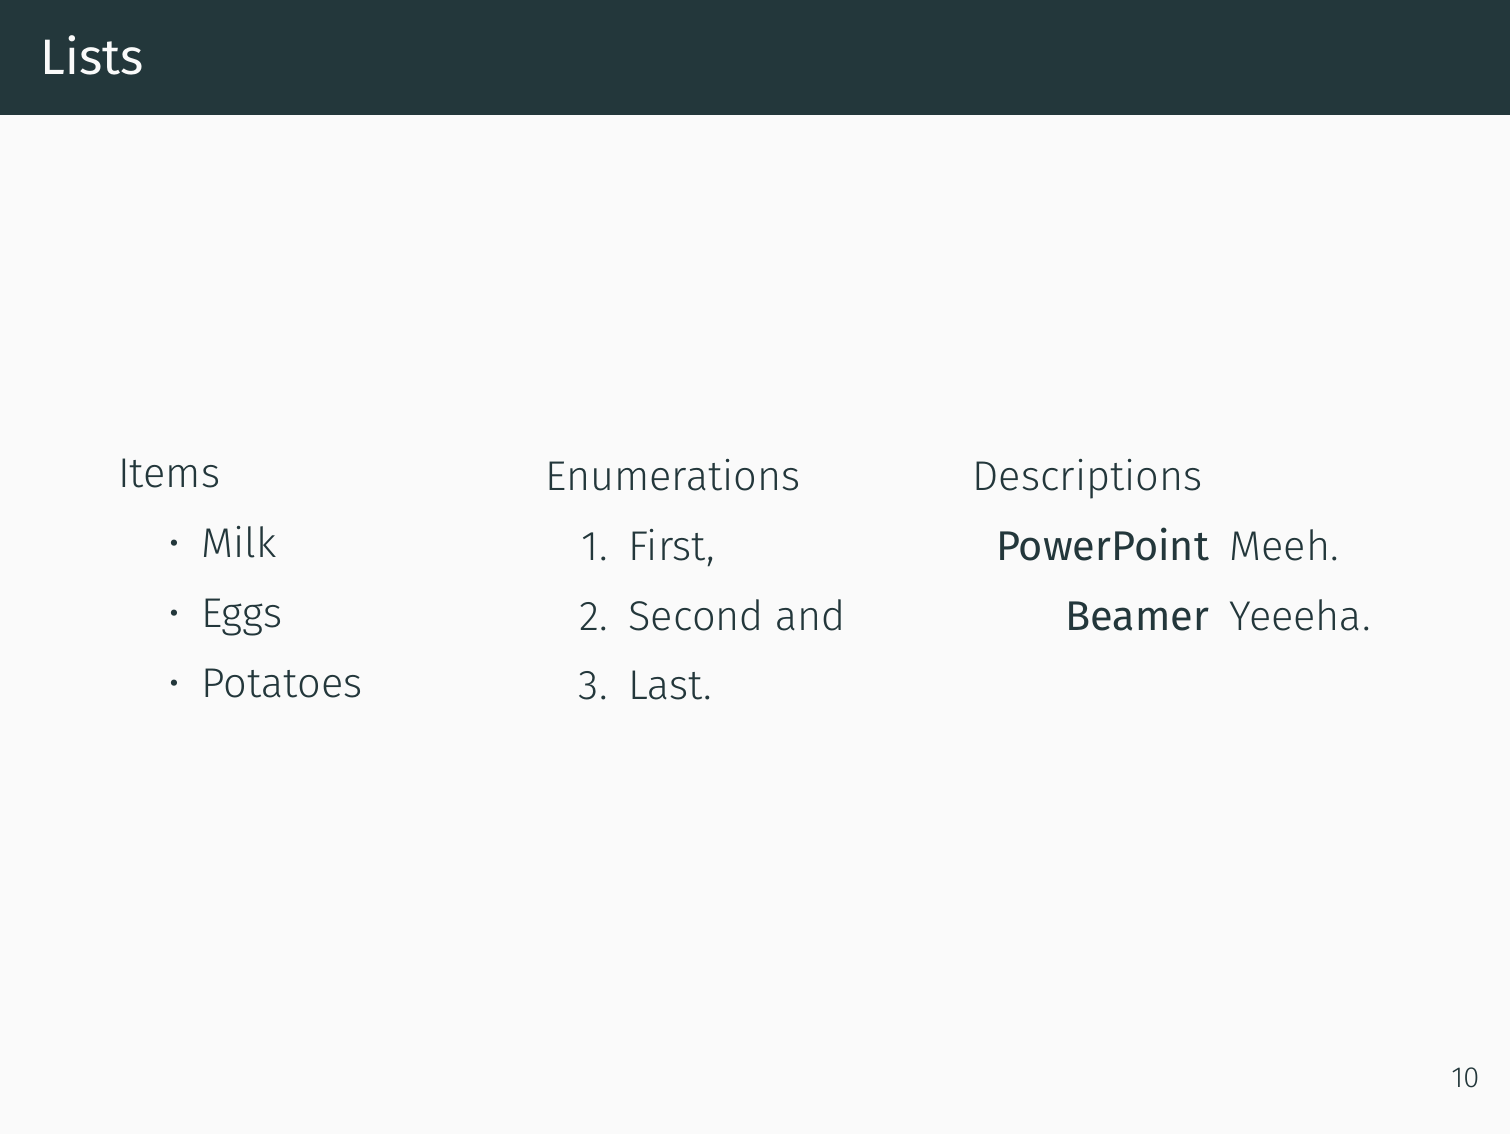 Lists
Items
• Milk
• Eggs
• Potatoes
Enumerations
1. First,
2. Second and
3. Last.
Descriptions
PowerPoint Meeh.
Beamer Yeeeha.
10